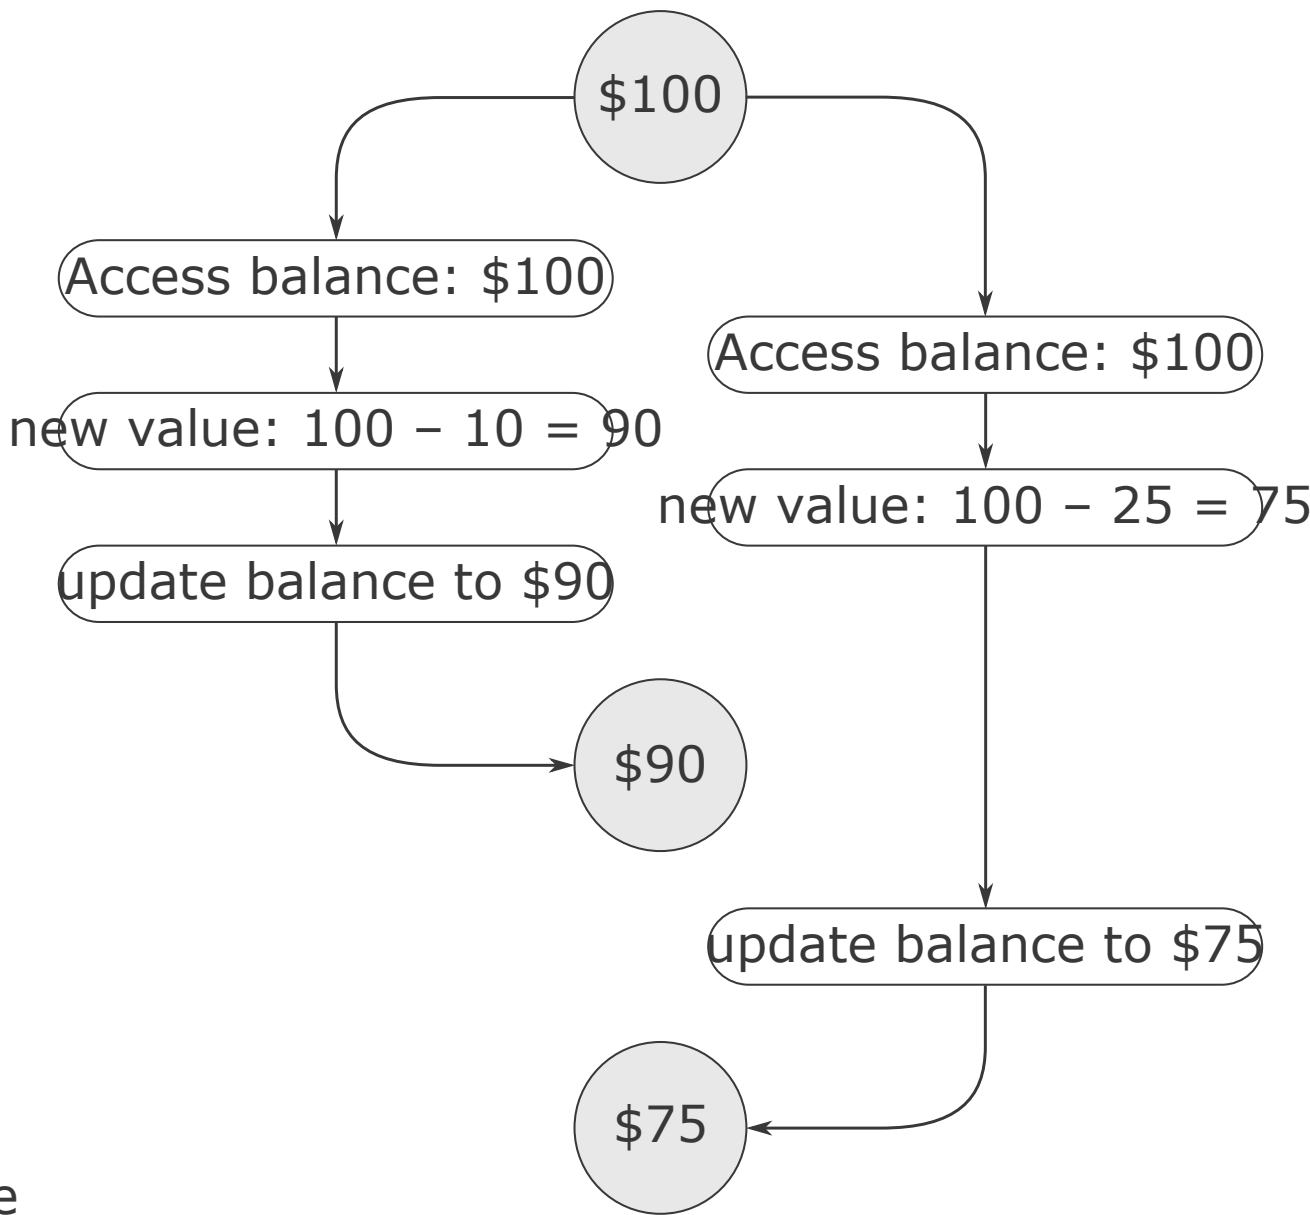 $100
Access balance: $100
Access balance: $100
new value: 100 – 10 = 90
new value: 100 – 25 = 75
update balance to $90
$90
update balance to $75
$75
e